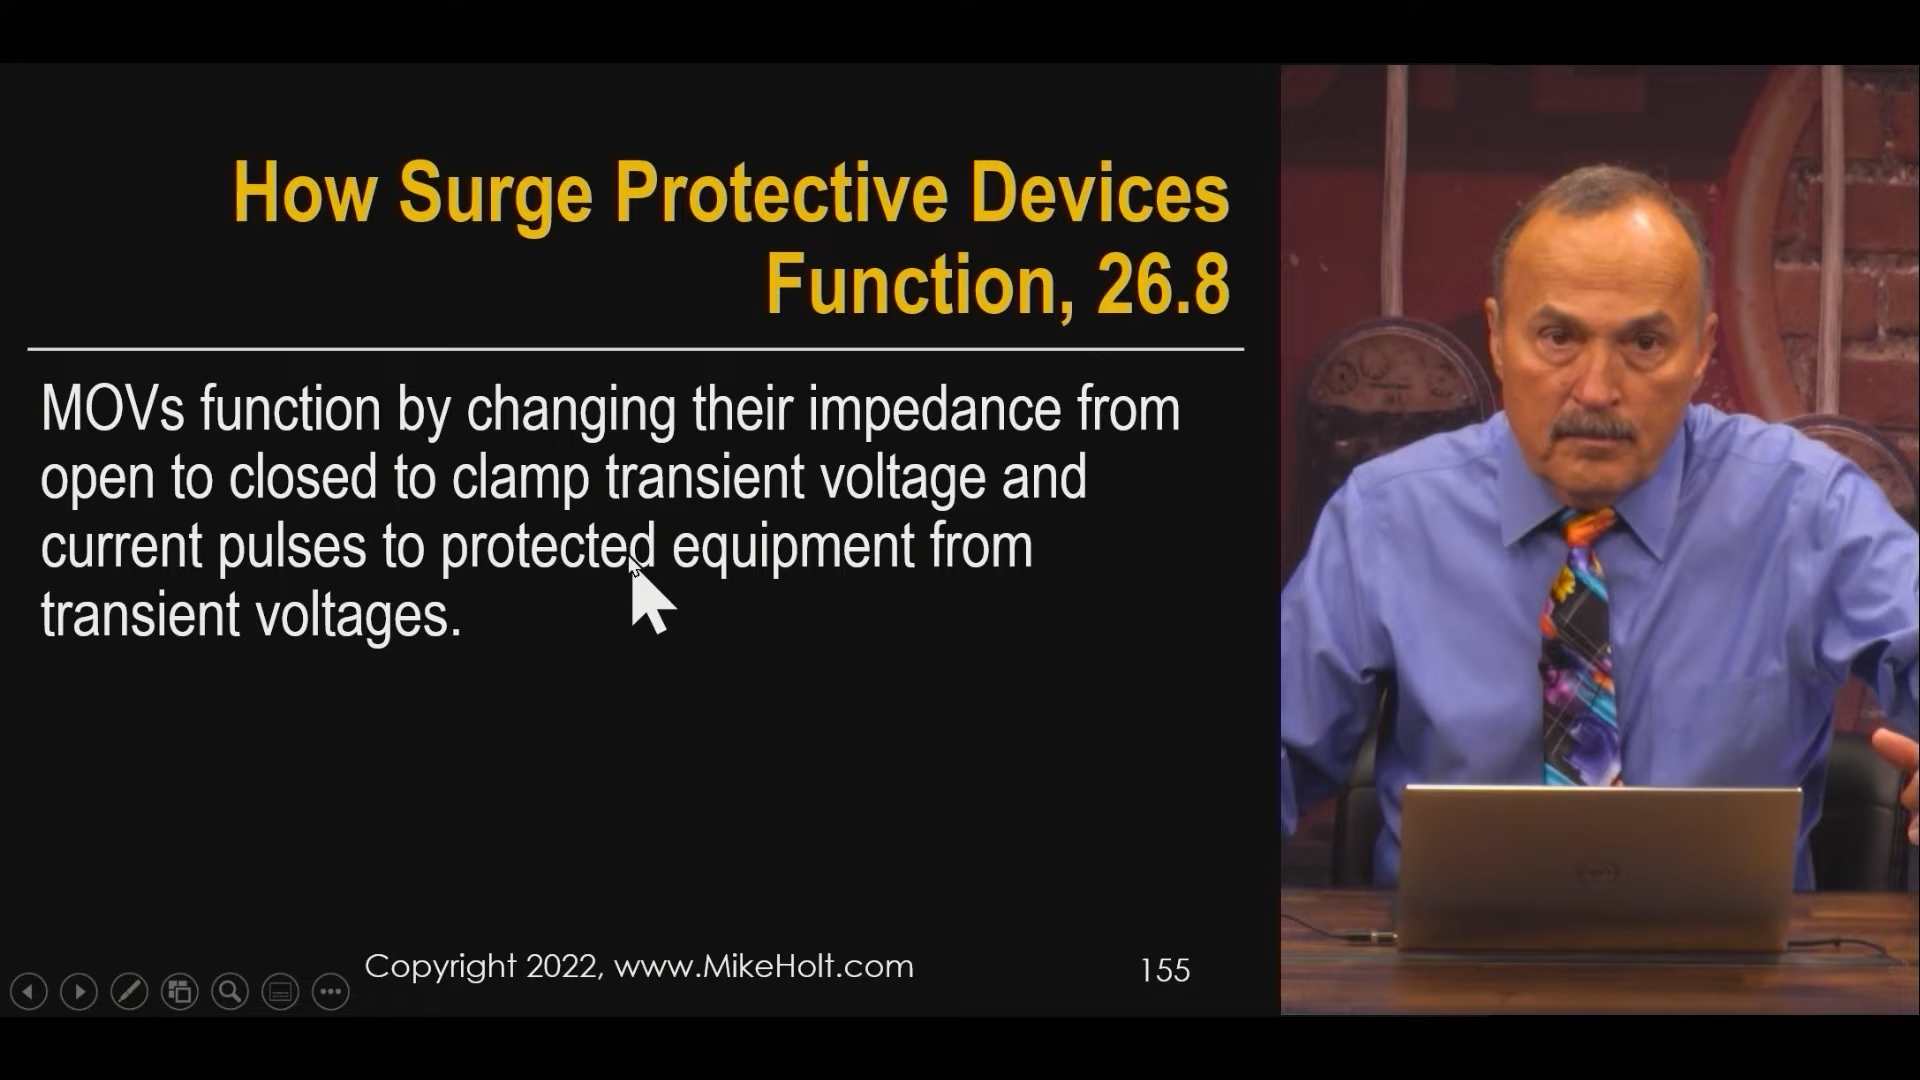 How Surge Protective Devices
Function, 26.8
MOVs function by changing their impedance from
open to closed to clamp transient voltage and
current pulses to protected equipment from
transient voltages.
Copyright 2022, www.MikeHolt.com
155